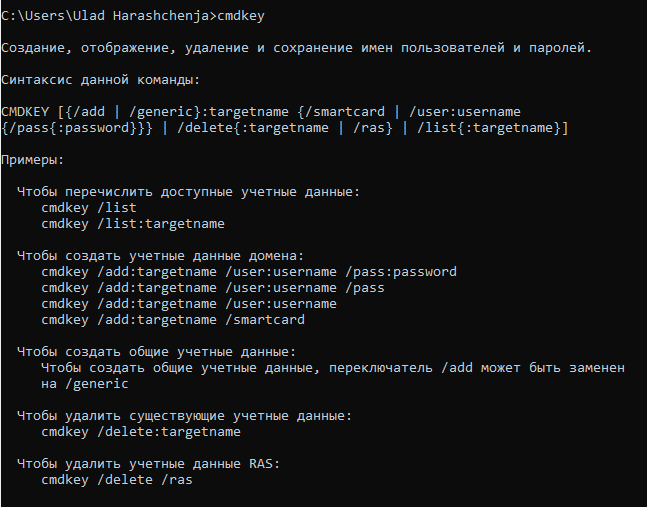 C:\Users\Ulad Harashchenja>cmdkey
Создание, отображение, удаление и сохранение имен пользователей и паролей.
Синтаксис данной команды:
CMDKEY [{/add | /generic}:targetname {/smartcard | /user:username
{/pass{:password}}} | /delete{:targetname | /ras} | /list{:targetname}]
Примеры:
Чтобы перечислить доступные учетные данные:
cmdkey /list
cmdkey /list:targetname
Чтобы создать учетные данные домена:
cmdkey /add:targetname /user:username /pass:password
cmdkey /add:targetname /user:username /pass
cmdkey /add:targetname /user:username
cmdkey /add:targetname /smartcard
Чтобы создать общие учетные данные:
Чтобы создать общие учетные данные, переключатель /add может быть заменен
на /generic
Чтобы удалить существующие учетные данные:
cmdkey /delete:targetname
Чтобы удалить учетные данные RAS:
cmdkey /delete /ras